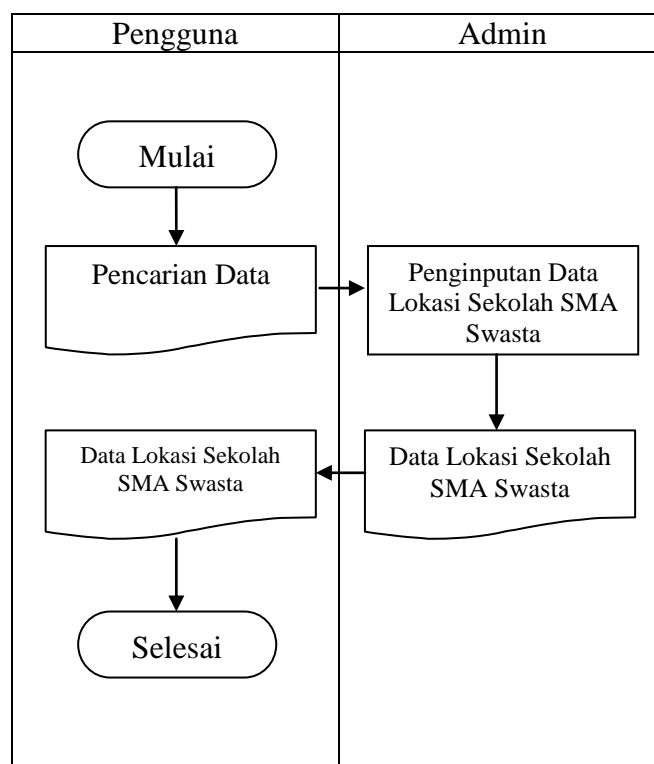 Pengguna
Admin
Mulai
Pencarian Data
Penginputan Data
Lokasi Sekolah SMA
Swasta
Data Lokasi Sekolah
SMA Swasta
Data Lokasi Sekolah
SMA Swasta
Selesai